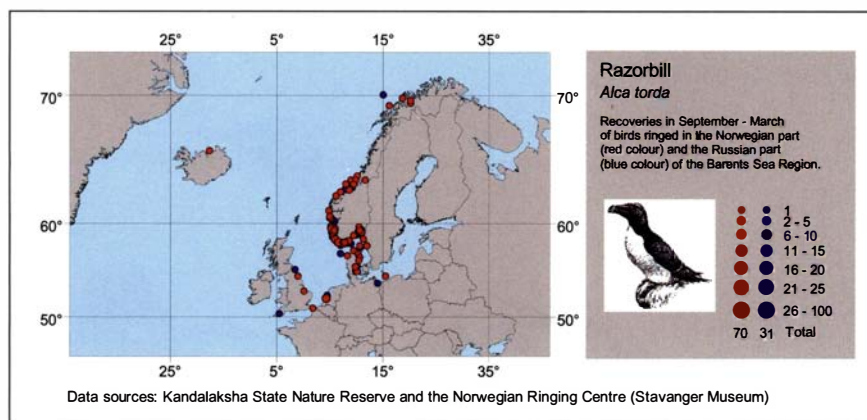 25° 5° 15° 35°
70° 70°
60° 60°
50° 50°
25° 5° 15° 35°
Razorbill
Alca torda
Recoveries in September - March
of birds ringed in the Norwegian part
(red colour) and the Russian part
(blue colour) of the Barents Sea Region.
1
2 - 5
6 - 10
11 - 15
16 - 20
21 - 25
26 - 100
70 31 Total
Data sources: Kandalaksha State Nature Reserve and the Norwegian Ringing Centre (Stavanger Museum)